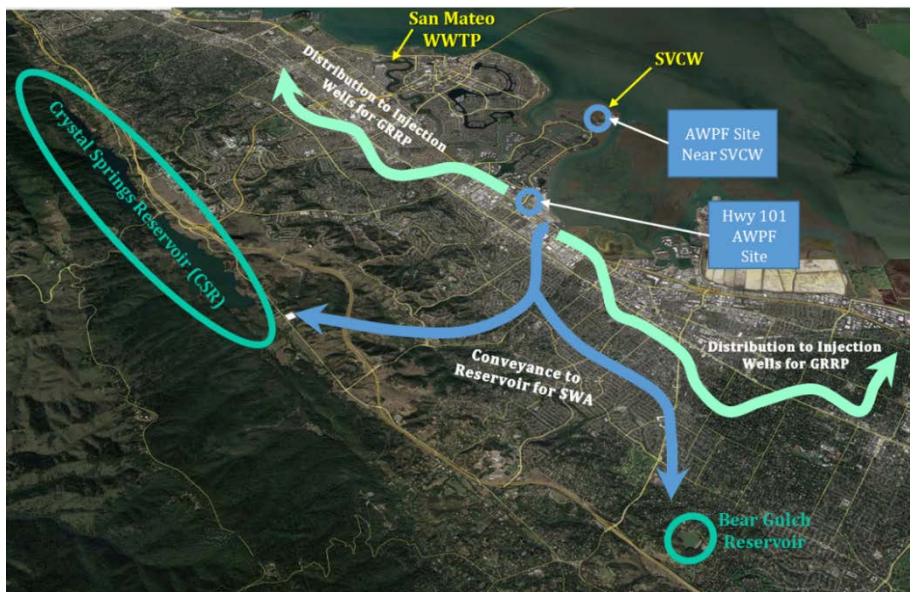 San Mateo
WWTP
SVCW
Distribution to Injection
Wells for GRRP
AWPF Site
Near SVCW
Crystal Springs Reservoir (CSR)
Hwy 101
AWPF
Site
Distribution to Injection
Wells for GRRP
Conveyance to
Reservoir for SWA
Bear Gulch
Reservoir